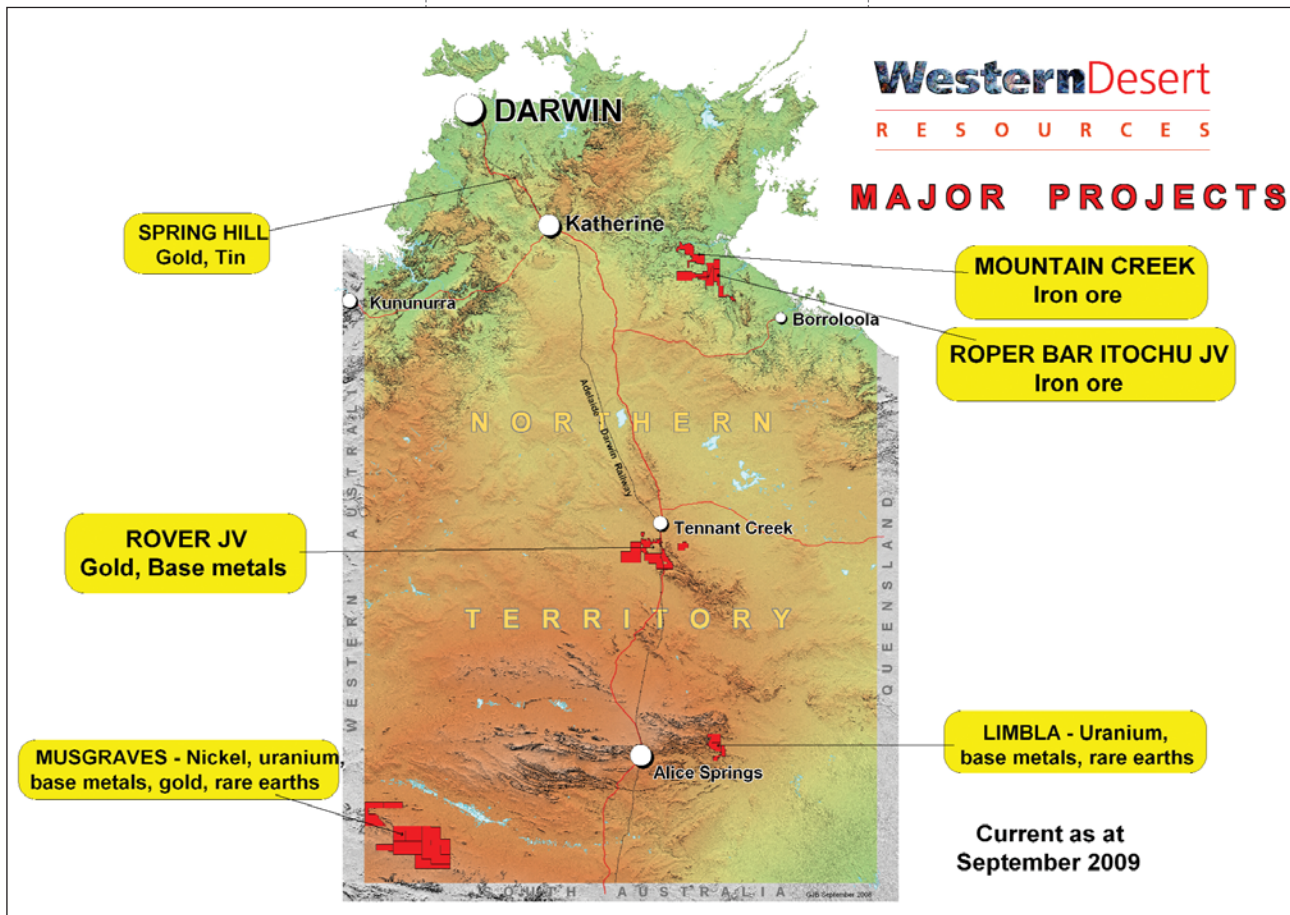 WesternDesert
RESOURCES
MAJOR PROJECTS
DARWIN
SPRING HILL
Gold, Tin
Katherine
MOUNTAIN CREEK
Iron ore
Kununurra
Borroloola
ROPER BAR ITOCHU JV
Iron ore
Adelaide - Darwin Railway
NORTHERN
WESTERN AUSTRALIA
QUEENSLAND
Tennant Creek
ROVER JV
Gold, Base metals
TERRITORY
LIMBLA - Uranium,
base metals, rare earths
MUSGRAVES - Nickel, uranium,
base metals, gold, rare earths
Alice Springs
Current as at
September 2009
SOUTH AUSTRALIA